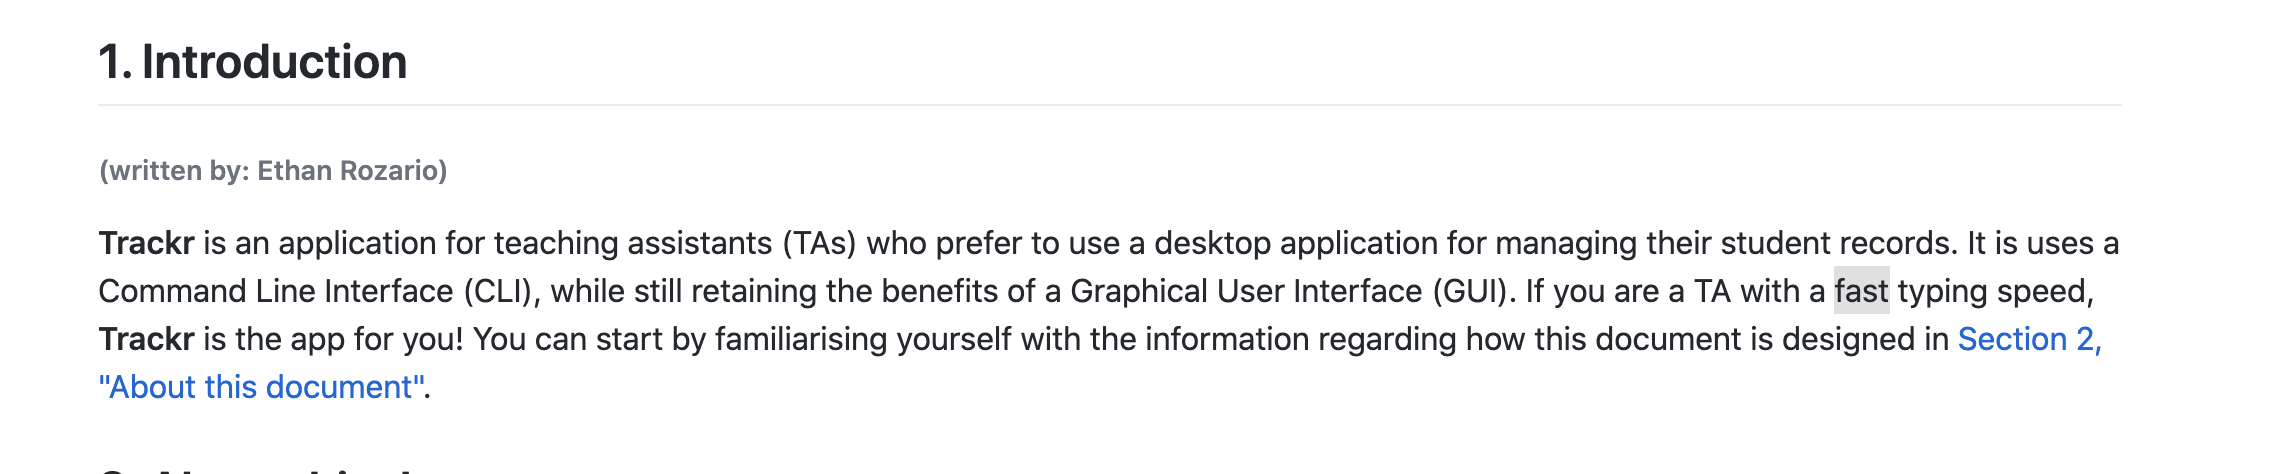 1. Introduction
(written by: Ethan Rozario)
Trackr is an application for teaching assistants (TAs) who prefer to use a desktop application for managing their student records. It is uses a
Command Line Interface (CLI), while still retaining the benefits of a Graphical User Interface (GUI). If you are a TA with a fast typing speed,
Trackr is the app for you! You can start by familiarising yourself with the information regarding how this document is designed in Section 2,
"About this document".